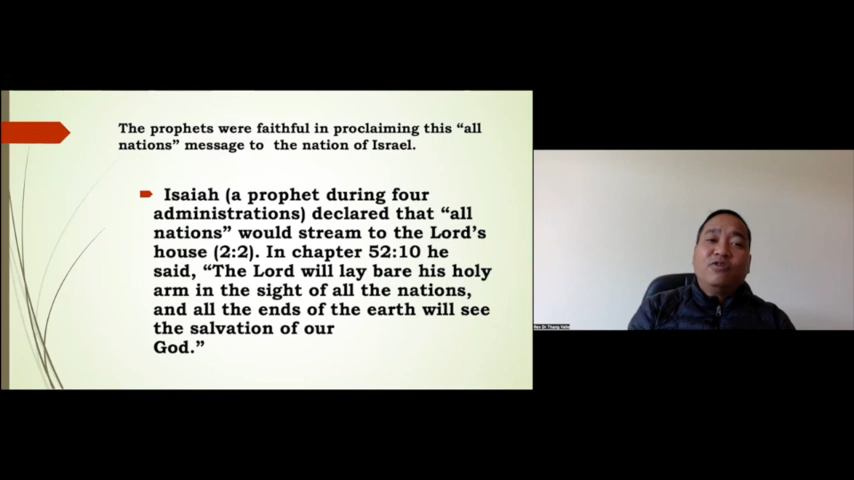 The prophets were faithful in proclaiming this “all
nations” message to the nation of Israel.
Isaiah (a prophet during four
administrations) declared that “all
nations” would stream to the Lord’s
house (2:2). In chapter 52:10 he
said, “The Lord will lay bare his holy
arm in the sight of all the nations,
and all the ends of the earth will see
the salvation of our
God.”
Rev Dr Thang